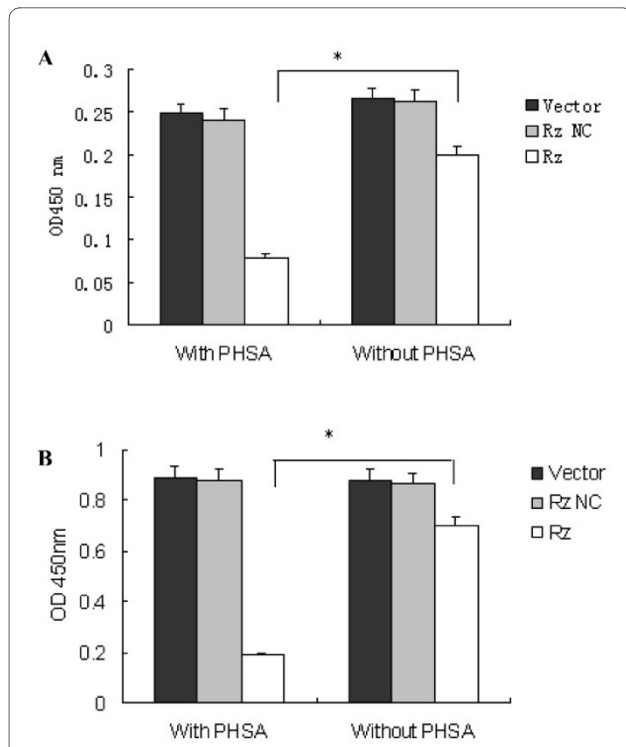 A
*
0.3
0.25
0.2
0.15
0.1
0.05
0
OD450 nm
With PHSA
Without PHSA
Vector
Rz NC
Rz
B
*
1
0.8
0.6
0.4
0.2
0
OD 450nm
With PHSA
Without PHSA
Vector
Rz NC
Rz